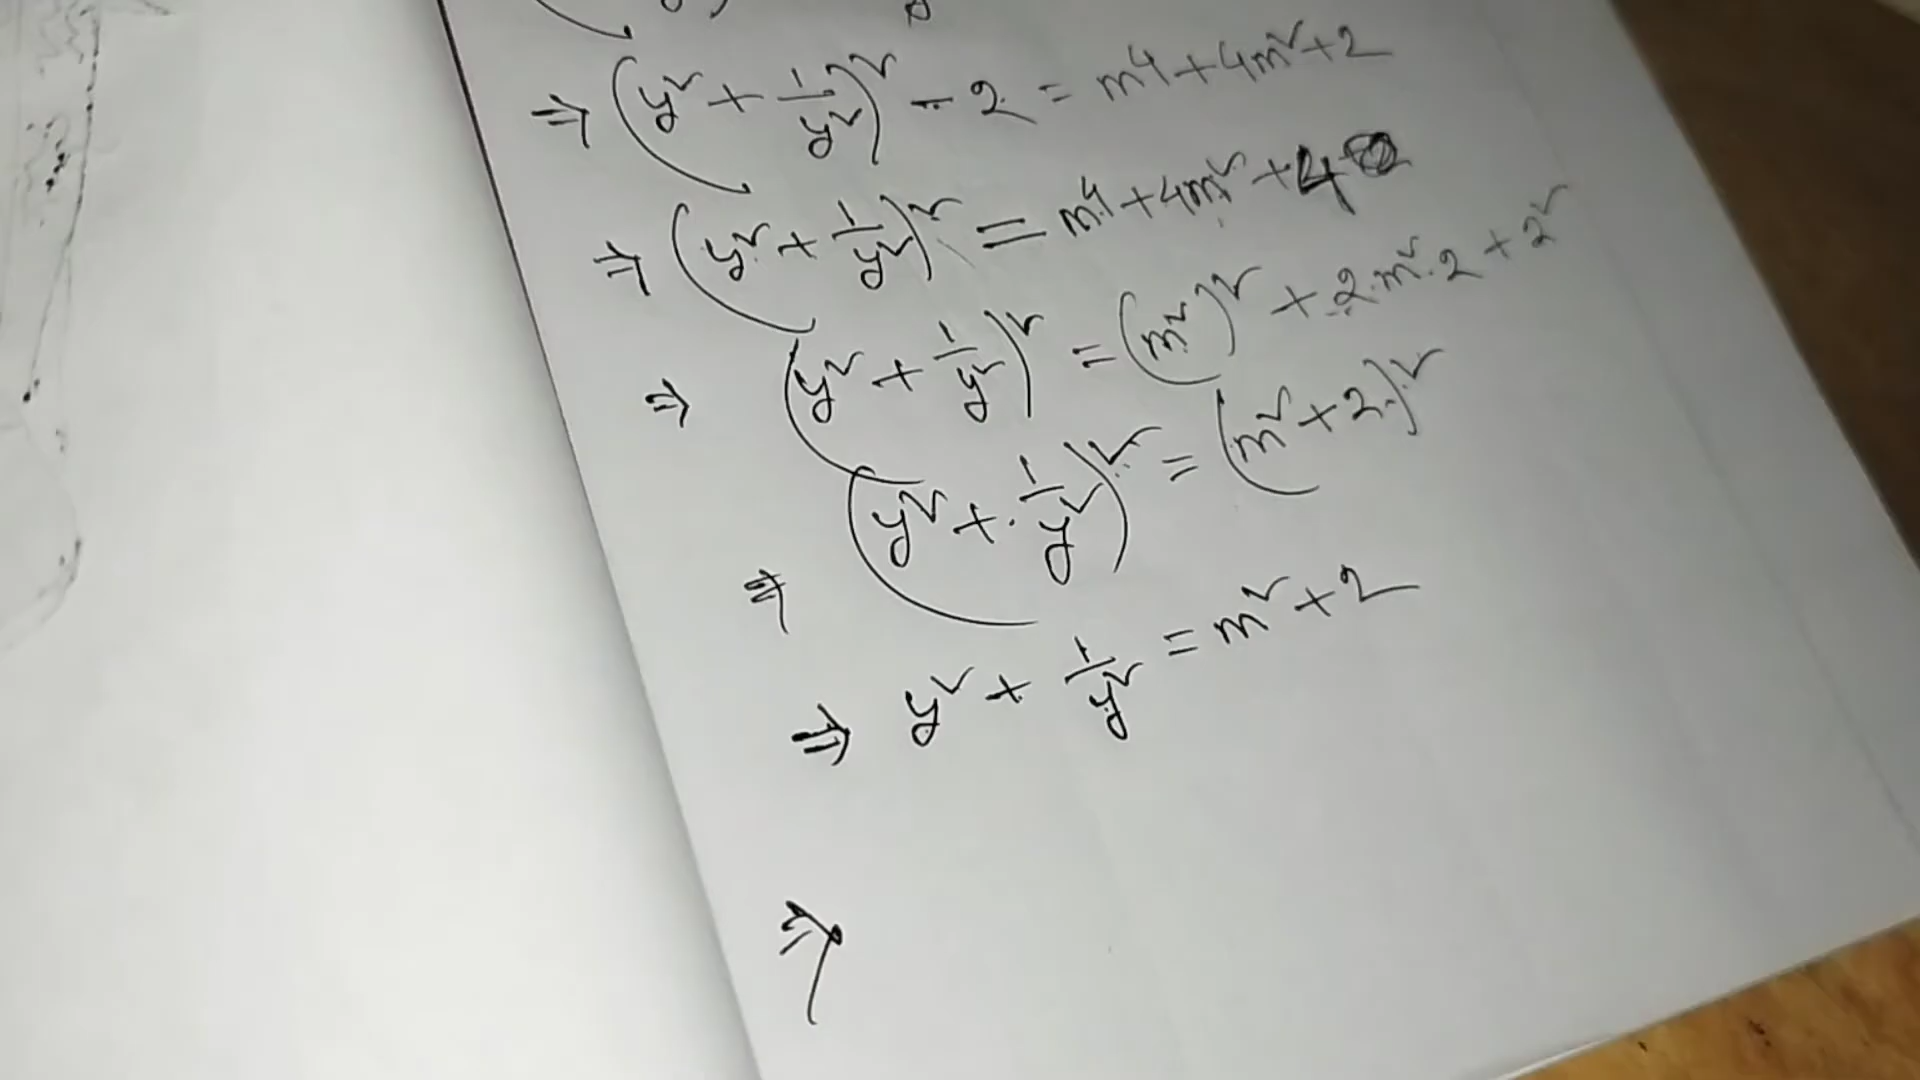 ⇒ (y² + 1/y²)² - 2 = m⁴ + 4m² + 2
⇒ (y² + 1/y²)² = m⁴ + 4m² + 4
⇒ (y² + 1/y²)² = (m²)² + 2.m².2 + 2²
⇒ (y² + 1/y²)² = (m² + 2)²
⇒ y² + 1/y² = m² + 2
⇒